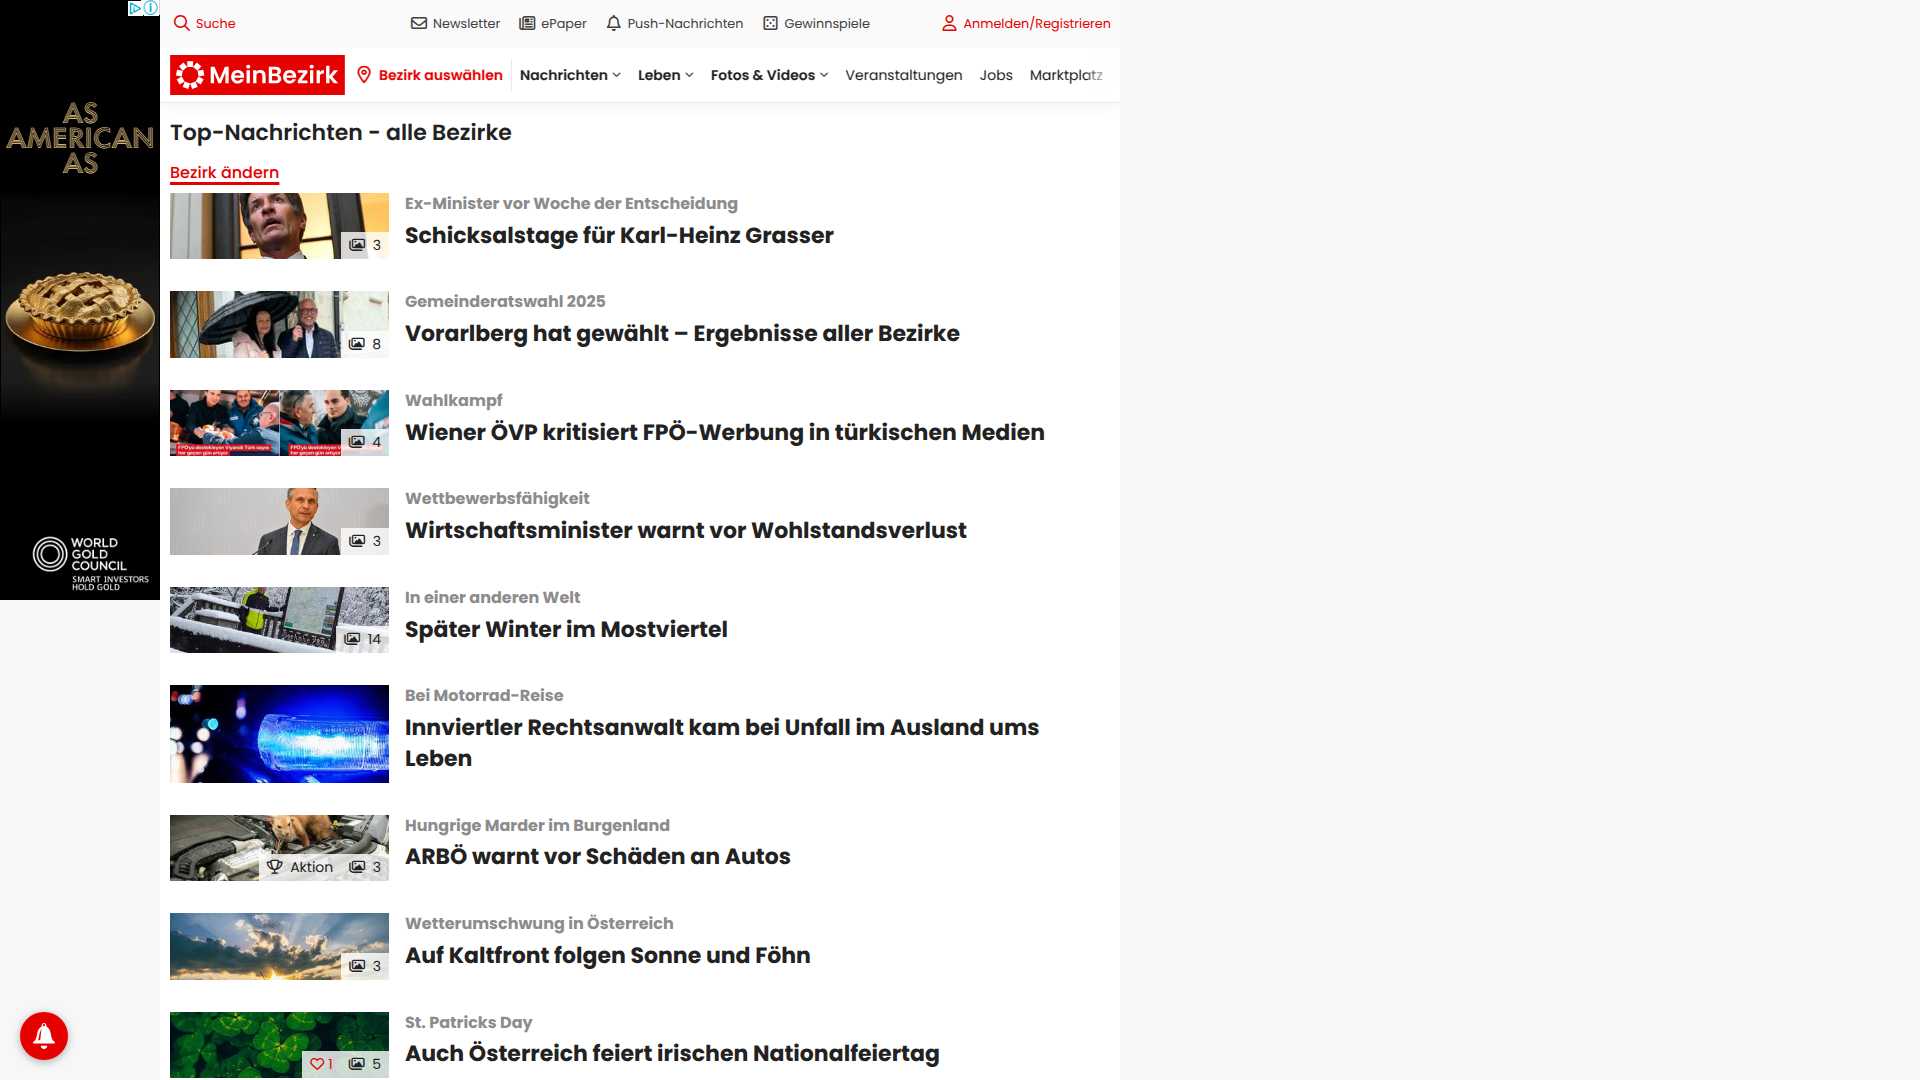 Suche
Newsletter
ePaper
Push-Nachrichten
Gewinnspiele
Anmelden/Registrieren
MeinBezirk
Bezirk auswählen
Nachrichten
Leben
Fotos & Videos
Veranstaltungen
Jobs
Marktplatz
AS
AMERICAN
AS
WORLD
GOLD
COUNCIL
SMART INVESTORS
HOLD GOLD
Top-Nachrichten - alle Bezirke
Bezirk ändern
3
Ex-Minister vor Woche der Entscheidung
Schicksalstage für Karl-Heinz Grasser
8
Gemeinderatswahl 2025
Vorarlberg hat gewählt – Ergebnisse aller Bezirke
4
Wahlkampf
Wiener ÖVP kritisiert FPÖ-Werbung in türkischen Medien
3
Wettbewerbsfähigkeit
Wirtschaftsminister warnt vor Wohlstandsverlust
14
In einer anderen Welt
Später Winter im Mostviertel
Bei Motorrad-Reise
Innviertler Rechtsanwalt kam bei Unfall im Ausland ums
Leben
Aktion 3
Hungrige Marder im Burgenland
ARBÖ warnt vor Schäden an Autos
3
Wetterumschwung in Österreich
Auf Kaltfront folgen Sonne und Föhn
1 5
St. Patricks Day
Auch Österreich feiert irischen Nationalfeiertag